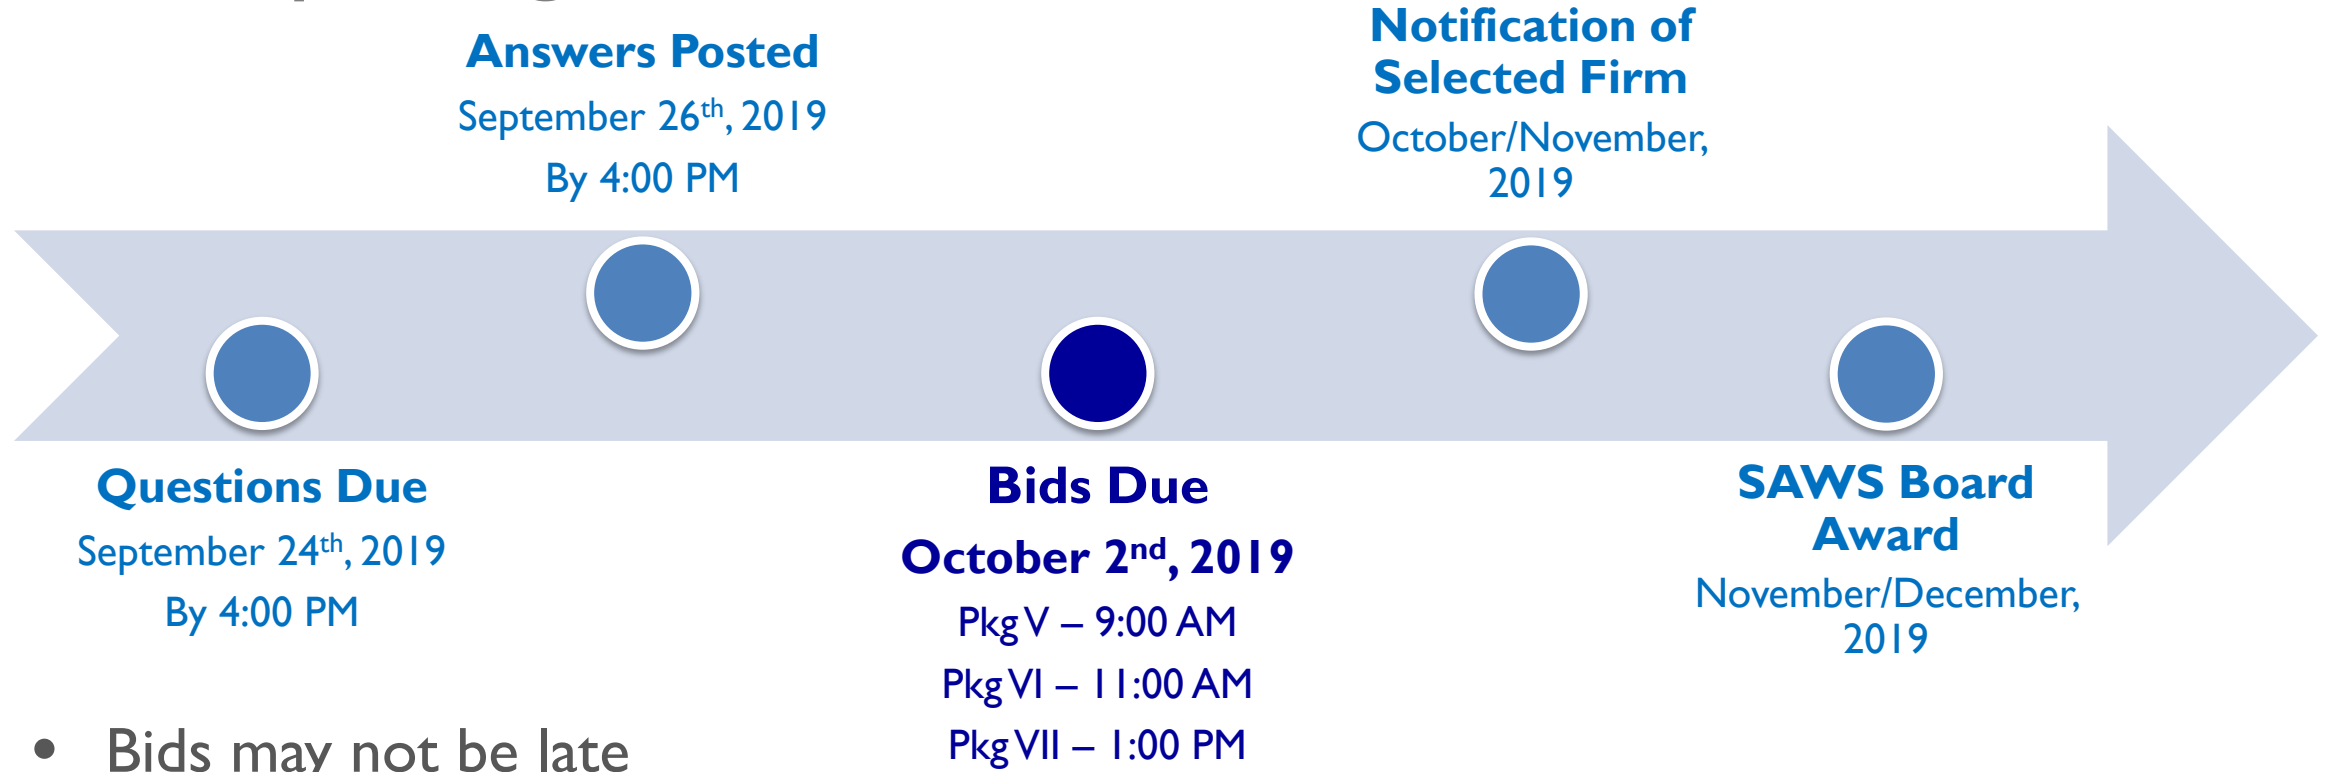 Answers Posted
September 26th, 2019
By 4:00 PM
Notification of
Selected Firm
October/November,
2019
Questions Due
September 24th, 2019
By 4:00 PM
Bids Due
October 2nd, 2019
Pkg V – 9:00 AM
Pkg VI – 11:00 AM
Pkg VII – 1:00 PM
SAWS Board
Award
November/December,
2019
• Bids may not be late